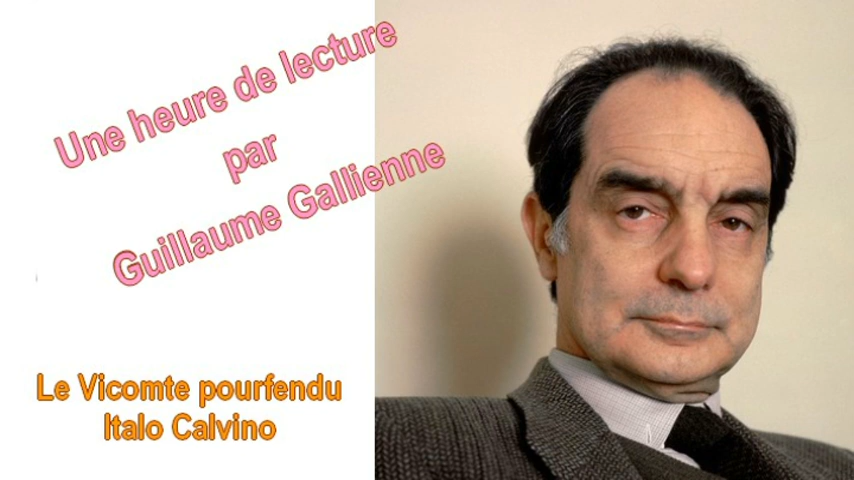 Une heure de lecture
par
Guillaume Gallienne
Le Vicomte pourfendu
Italo Calvino